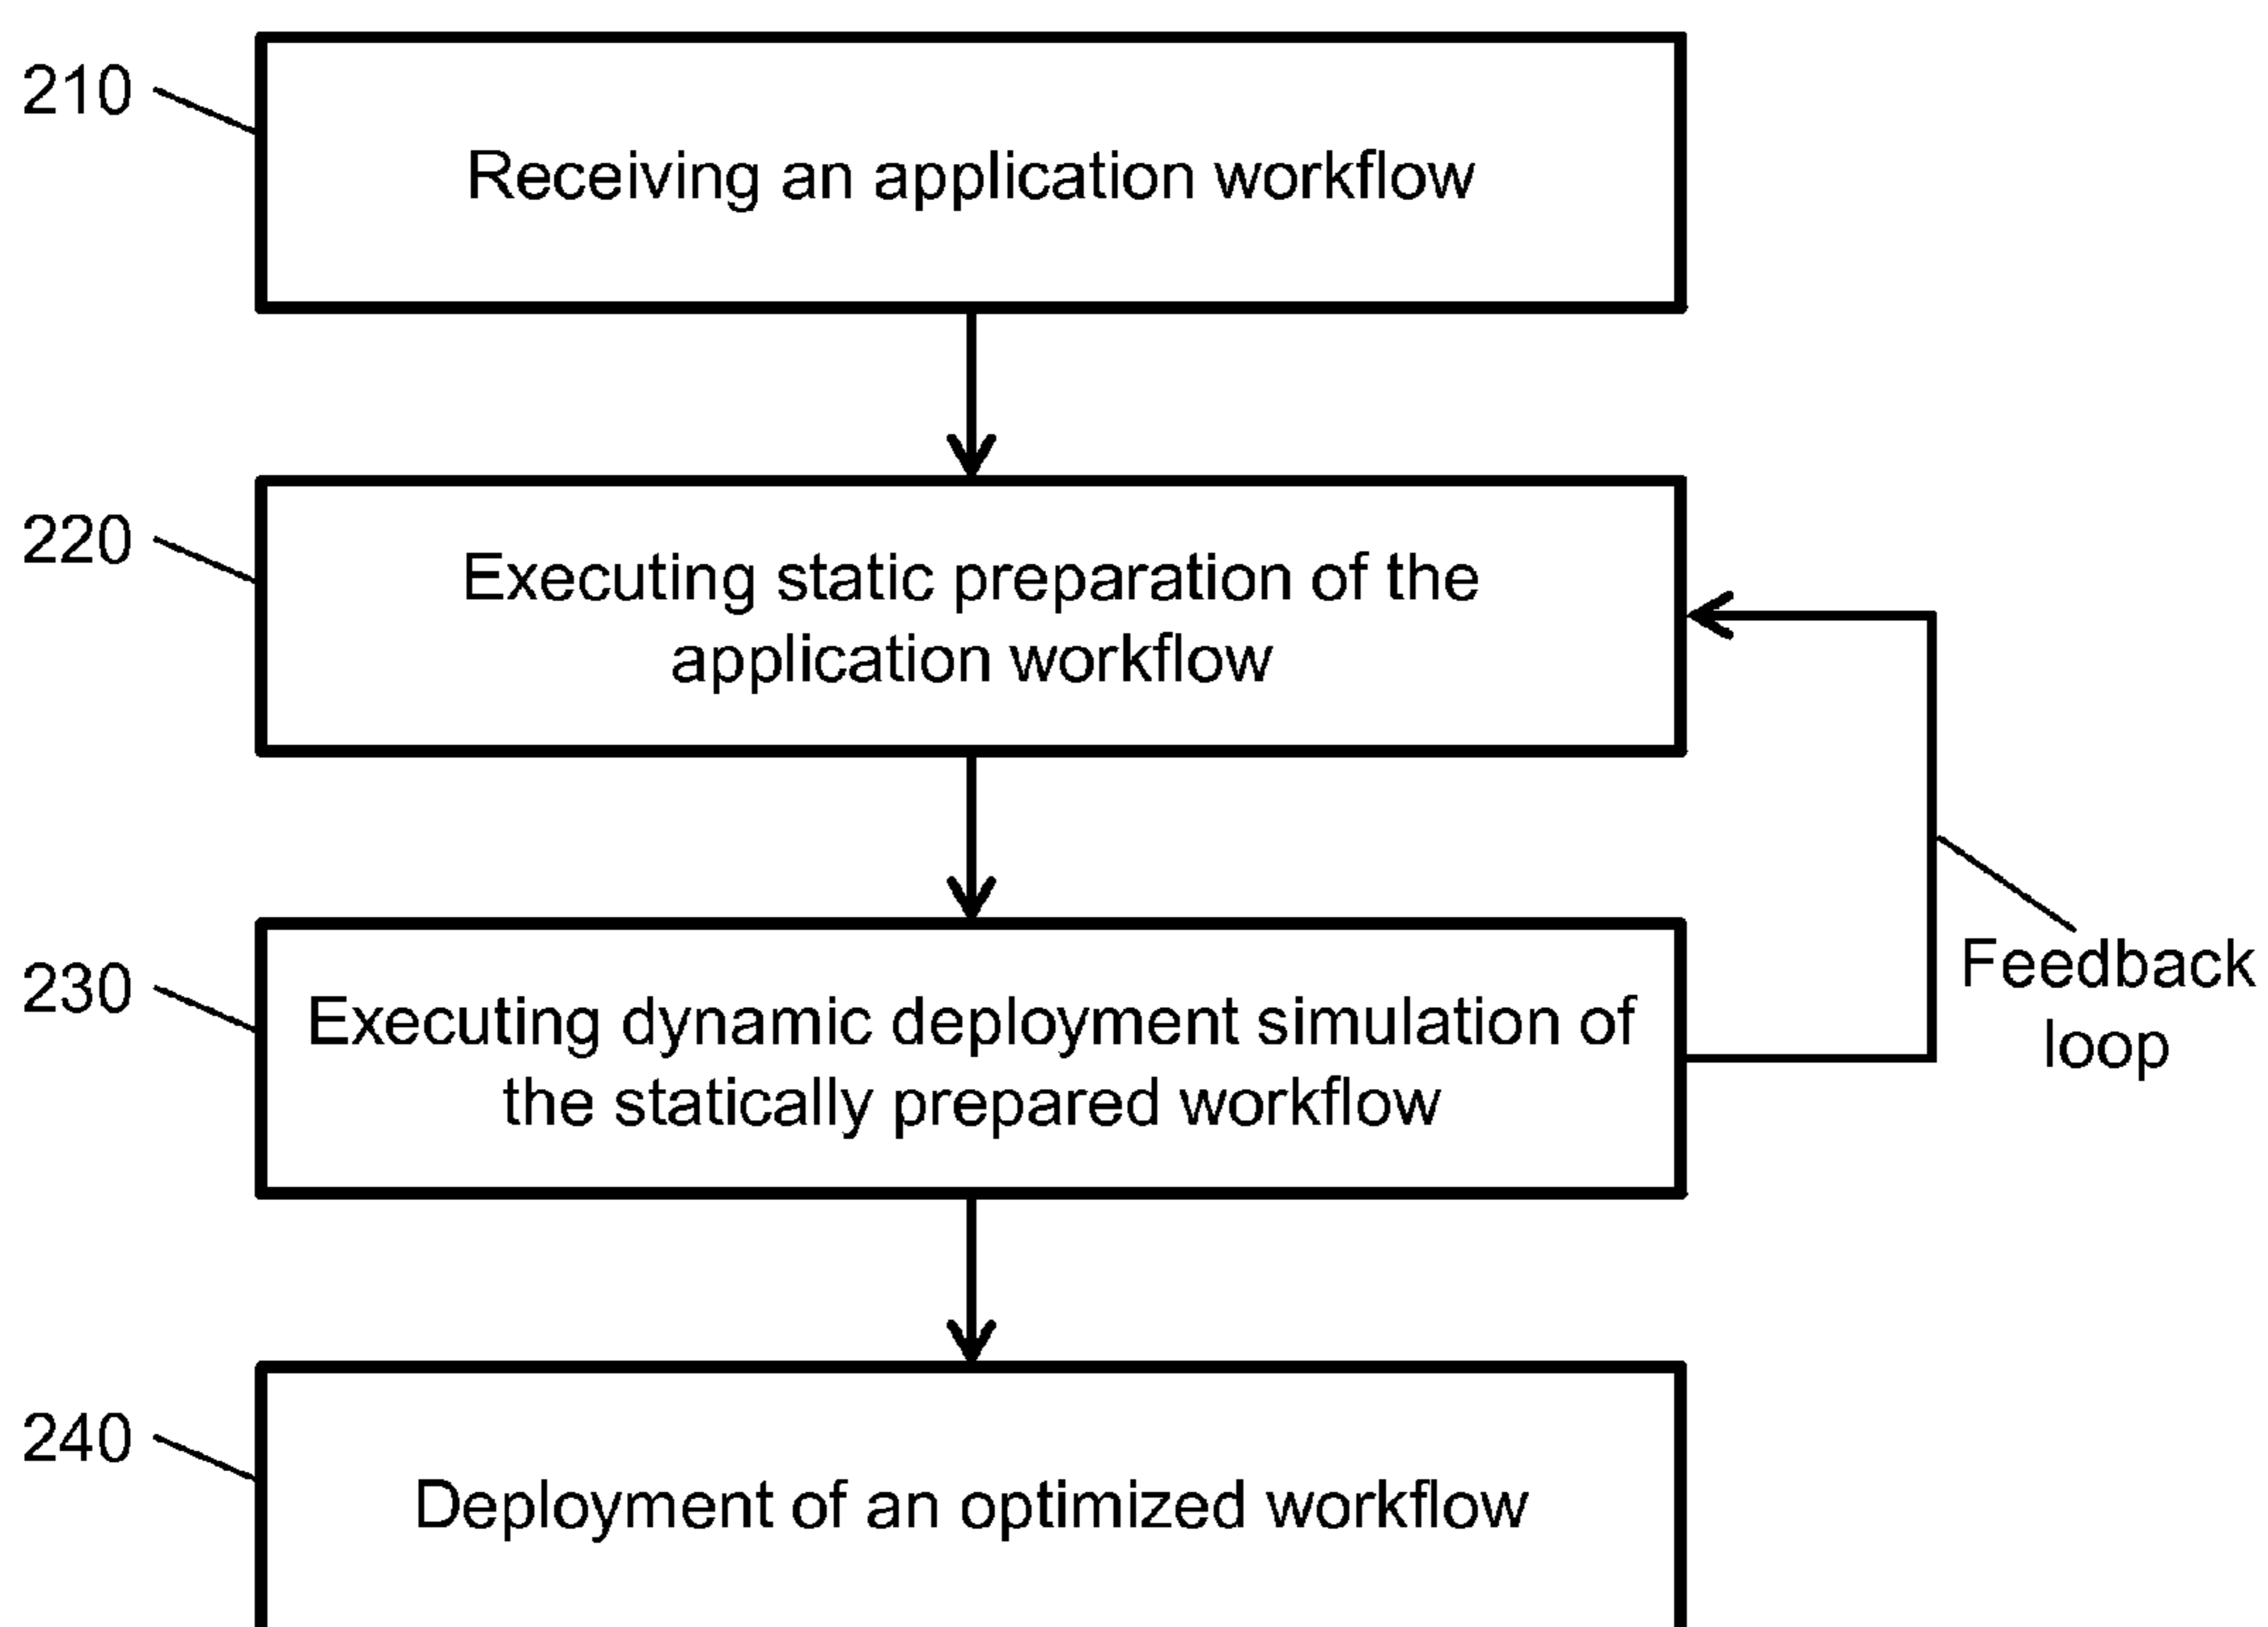 210
Receiving an application workflow
220
Executing static preparation of the
application workflow
230
Executing dynamic deployment simulation of
the statically prepared workflow
Feedback
loop
240
Deployment of an optimized workflow